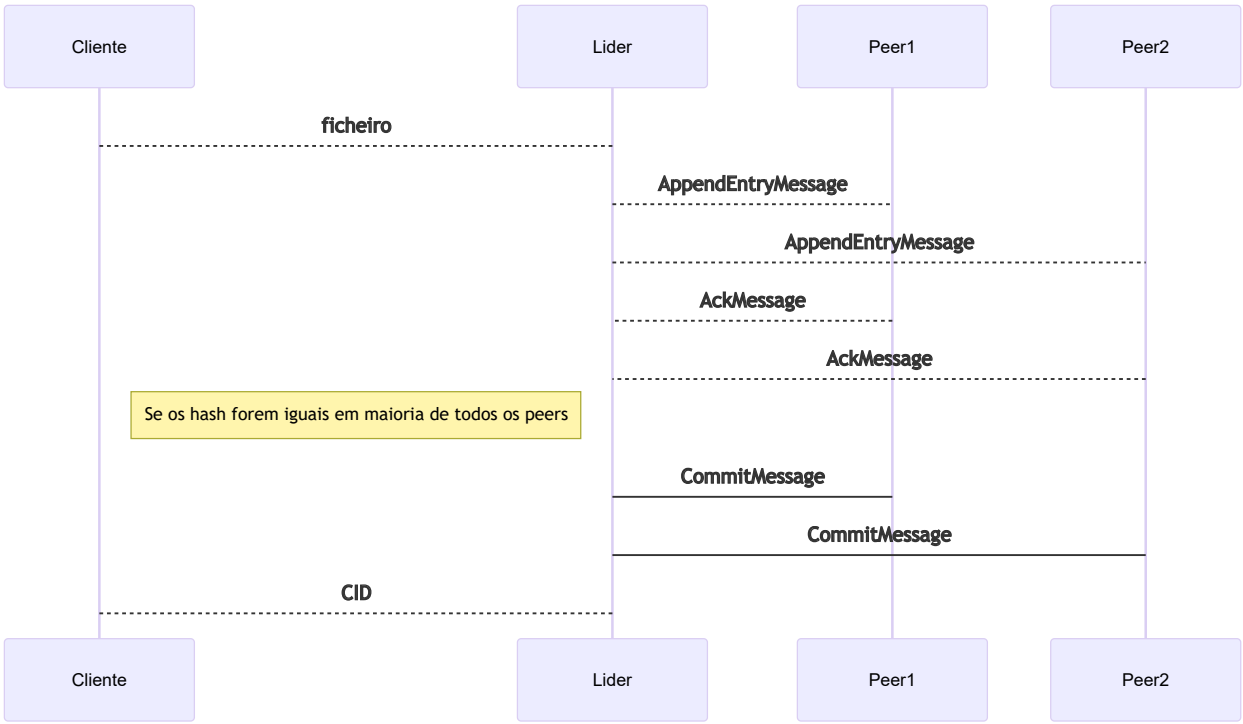 Cliente
Lider
Peer1
Peer2
ficheiro
AppendEntryMessage
AppendEntryMessage
AckMessage
AckMessage
Se os hash forem iguais em maioria de todos os peers
CommitMessage
CommitMessage
CID
Cliente
Lider
Peer1
Peer2